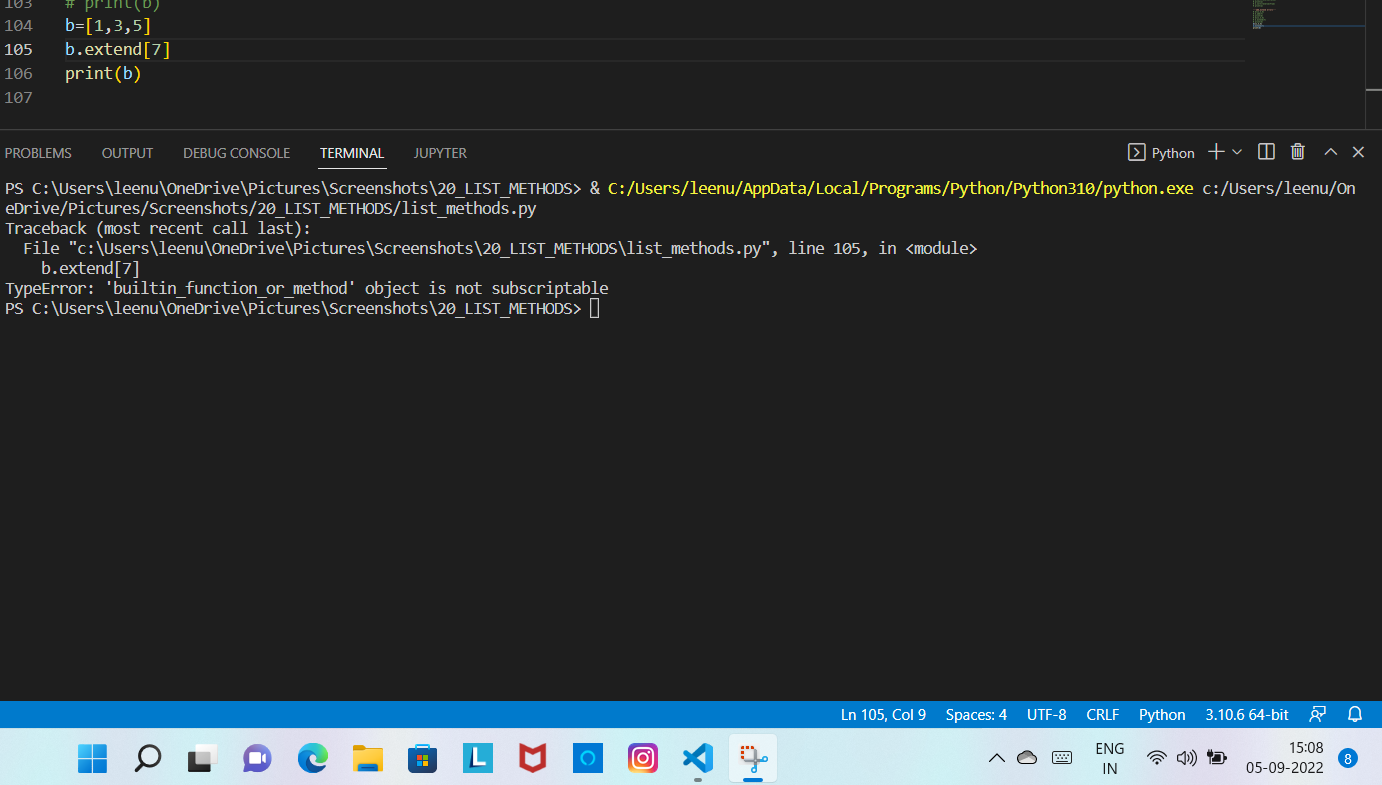 103 # print(b)
104 b=[1,3,5]
105 b.extend[7]
106 print(b)
107
PROBLEMS OUTPUT DEBUG CONSOLE TERMINAL JUPYTER Python
PS C:\Users\leenu\OneDrive\Pictures\Screenshots\20_LIST_METHODS> & C:/Users/leenu/AppData/Local/Programs/Python/Python310/python.exe c:/Users/leenu/On
eDrive/Pictures/Screenshots/20_LIST_METHODS/list_methods.py
Traceback (most recent call last):
File "c:\Users\leenu\OneDrive\Pictures\Screenshots\20_LIST_METHODS\list_methods.py", line 105, in <module>
b.extend[7]
TypeError: 'builtin_function_or_method' object is not subscriptable
PS C:\Users\leenu\OneDrive\Pictures\Screenshots\20_LIST_METHODS>
Ln 105, Col 9 Spaces: 4 UTF-8 CRLF Python 3.10.6 64-bit
L
ENG
IN
15:08
05-09-2022
8